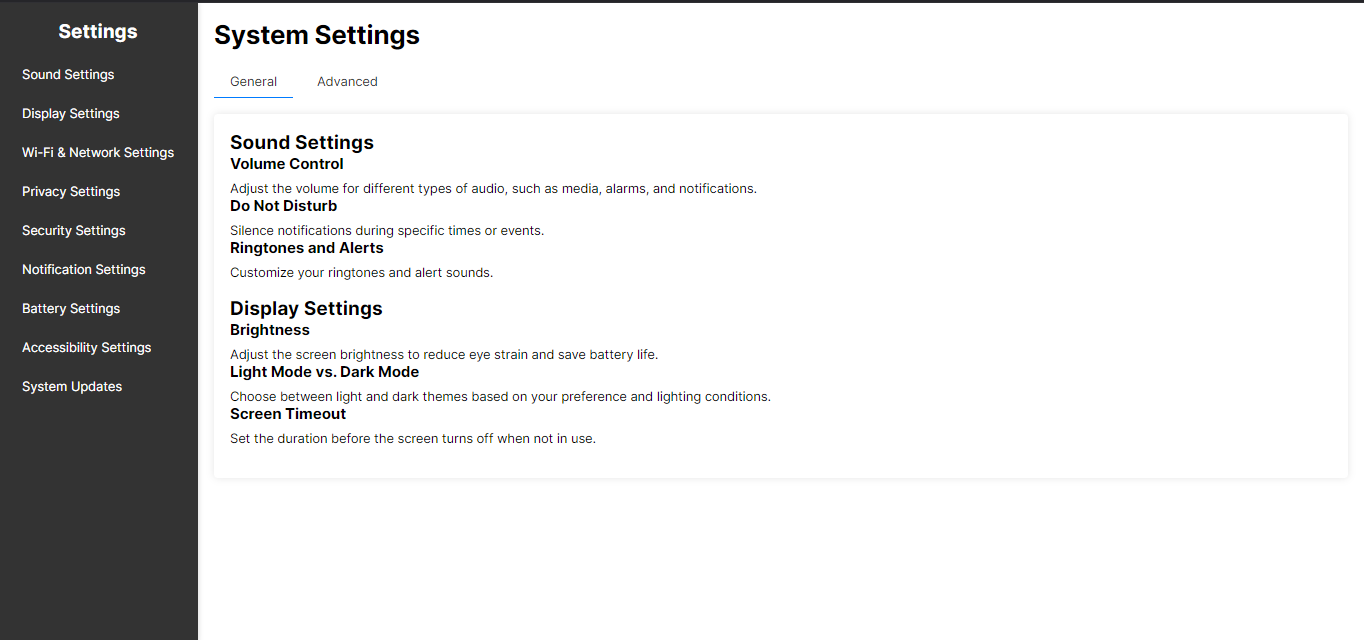 Settings
Sound Settings
Display Settings
Wi-Fi & Network Settings
Privacy Settings
Security Settings
Notification Settings
Battery Settings
Accessibility Settings
System Updates
System Settings
General
Advanced
Sound Settings
Volume Control
Adjust the volume for different types of audio, such as media, alarms, and notifications.
Do Not Disturb
Silence notifications during specific times or events.
Ringtones and Alerts
Customize your ringtones and alert sounds.
Display Settings
Brightness
Adjust the screen brightness to reduce eye strain and save battery life.
Light Mode vs. Dark Mode
Choose between light and dark themes based on your preference and lighting conditions.
Screen Timeout
Set the duration before the screen turns off when not in use.